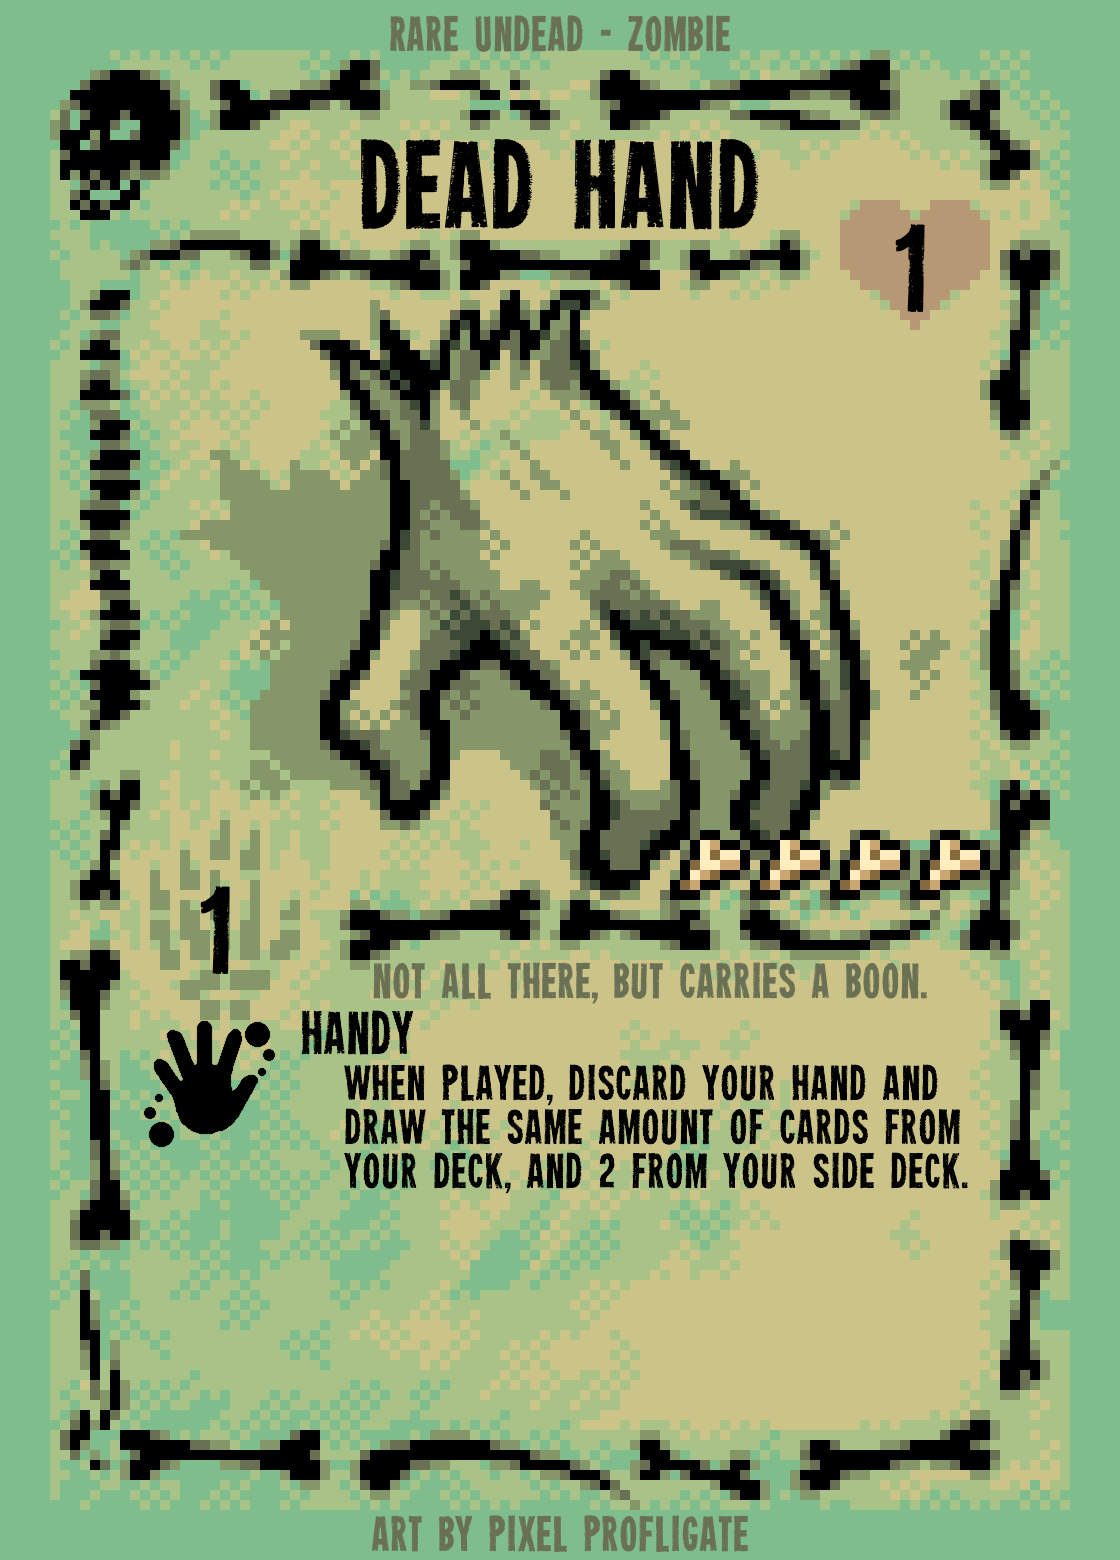 RARE UNDEAD - ZOMBIE
DEAD HAND
1
1
NOT ALL THERE, BUT CARRIES A BOON.
HANDY
WHEN PLAYED, DISCARD YOUR HAND AND
DRAW THE SAME AMOUNT OF CARDS FROM
YOUR DECK, AND 2 FROM YOUR SIDE DECK.
ART BY PIXEL PROFLIGATE